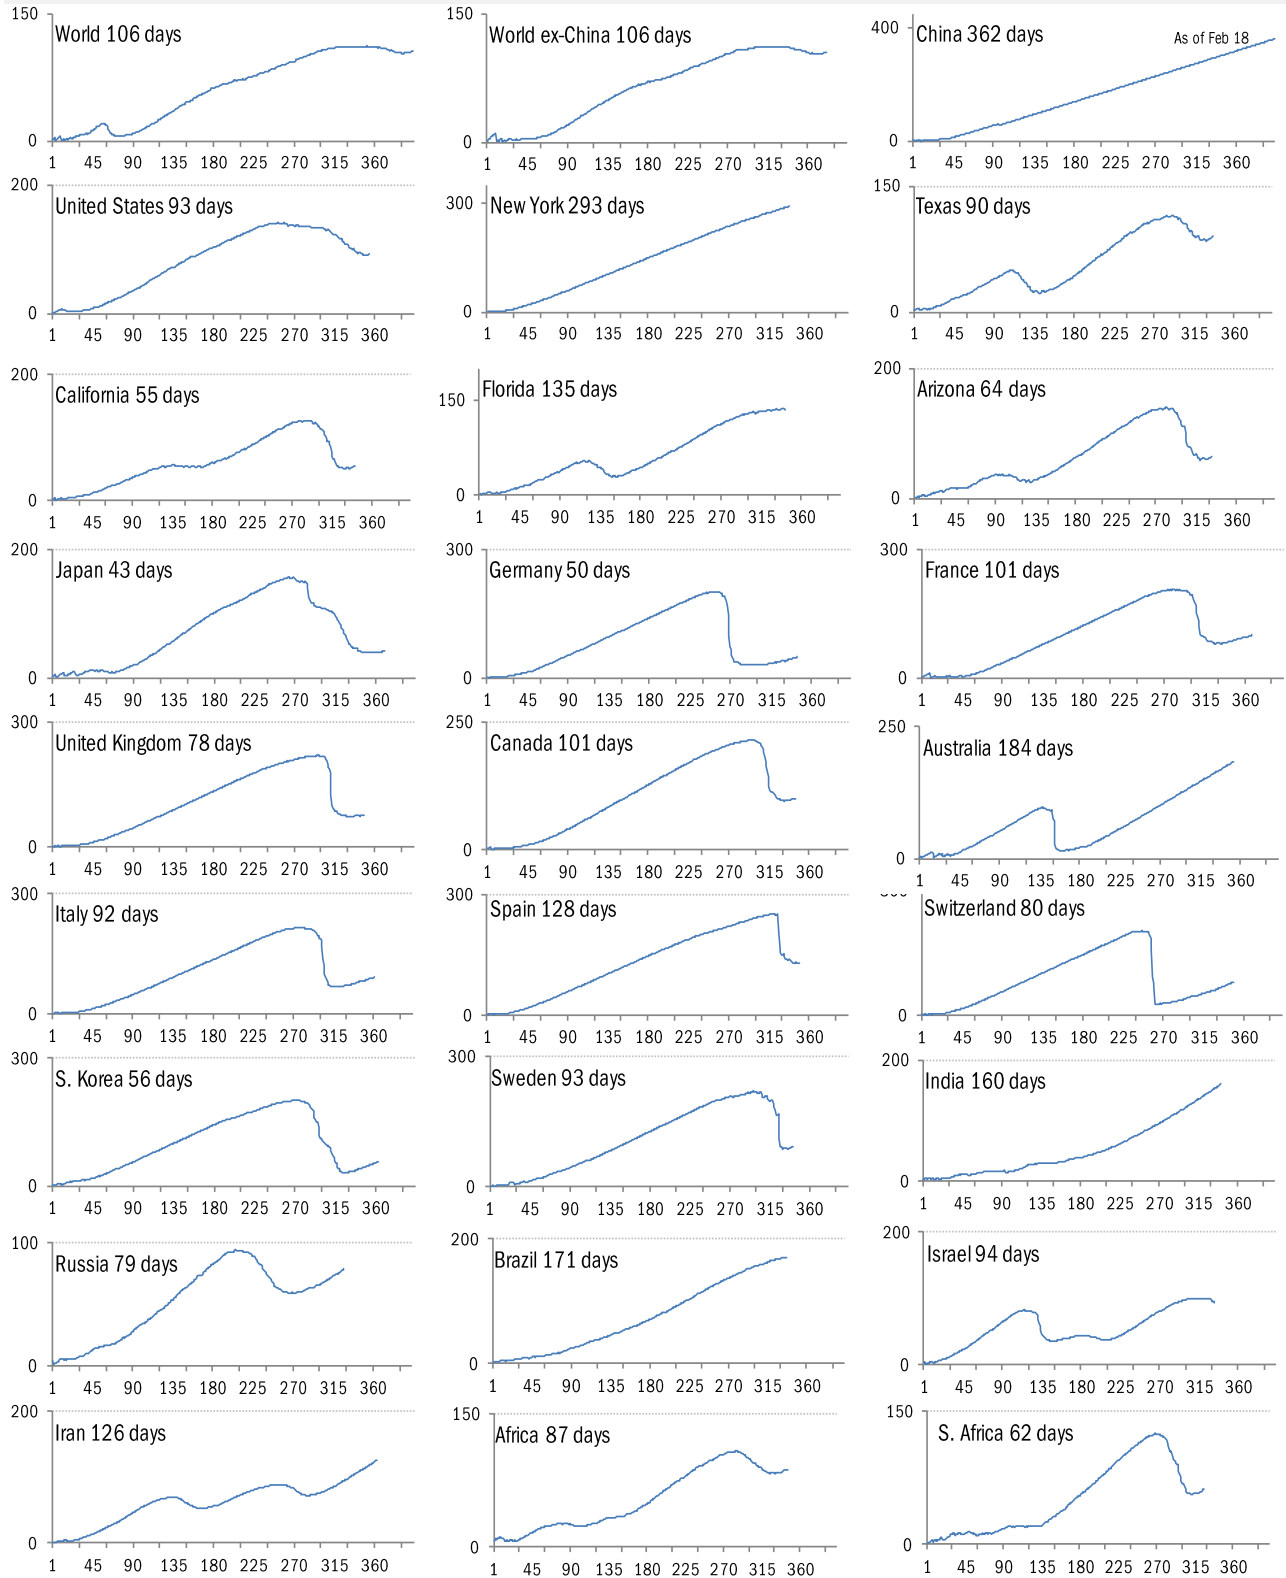 150
World 106 days
0
1 45 90 135 180 225 270 315 360
150
World ex-China 106 days
0
1 45 90 135 180 225 270 315 360
400
China 362 days
As of Feb 18
0
1 45 90 135 180 225 270 315 360
200
United States 93 days
0
1 45 90 135 180 225 270 315 360
300
New York 293 days
0
1 45 90 135 180 225 270 315 360
150
Texas 90 days
0
1 45 90 135 180 225 270 315 360
200
California 55 days
0
1 45 90 135 180 225 270 315 360
Florida 135 days
150
0
1 45 90 135 180 225 270 315 360
200
Arizona 64 days
0
1 45 90 135 180 225 270 315 360
200
Japan 43 days
0
1 45 90 135 180 225 270 315 360
300
Germany 50 days
0
1 45 90 135 180 225 270 315 360
300
France 101 days
0
1 45 90 135 180 225 270 315 360
300
United Kingdom 78 days
0
1 45 90 135 180 225 270 315 360
250
Canada 101 days
0
1 45 90 135 180 225 270 315 360
250
Australia 184 days
0
1 45 90 135 180 225 270 315 360
300
Italy 92 days
0
1 45 90 135 180 225 270 315 360
300
Spain 128 days
0
1 45 90 135 180 225 270 315 360
Switzerland 80 days
0
1 45 90 135 180 225 270 315 360
300
S. Korea 56 days
0
1 45 90 135 180 225 270 315 360
300
Sweden 93 days
0
1 45 90 135 180 225 270 315 360
200
India 160 days
0
1 45 90 135 180 225 270 315 360
100
Russia 79 days
0
1 45 90 135 180 225 270 315 360
200
Brazil 171 days
0
1 45 90 135 180 225 270 315 360
200
Israel 94 days
0
1 45 90 135 180 225 270 315 360
200
Iran 126 days
0
1 45 90 135 180 225 270 315 360
150
Africa 87 days
0
1 45 90 135 180 225 270 315 360
150
S. Africa 62 days
0
1 45 90 135 180 225 270 315 360